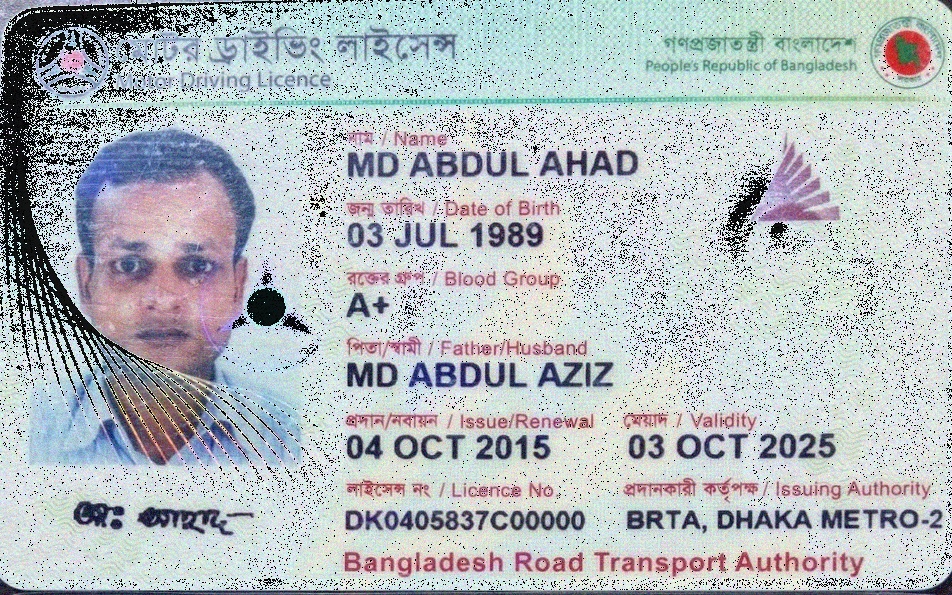 মোটর ড্রাইভিং লাইসেন্স
Motor Driving Licence
গণপ্রজাতন্ত্রী বাংলাদেশ
People's Republic of Bangladesh
নাম / Name
MD ABDUL AHAD
জন্ম তারিখ / Date of Birth
03 JUL 1989
রক্তের গ্রুপ / Blood Group
A+
পিতা/স্বামী / Father/Husband
MD ABDUL AZIZ
প্রদান/নবায়ন / Issue/Renewal
04 OCT 2015
মেয়াদ / Validity
03 OCT 2025
লাইসেন্স নং / Licence No.
DK0405837C00000
প্রদানকারী কর্তৃপক্ষ / Issuing Authority
BRTA, DHAKA METRO-2
মোঃ আহাদ
Bangladesh Road Transport Authority